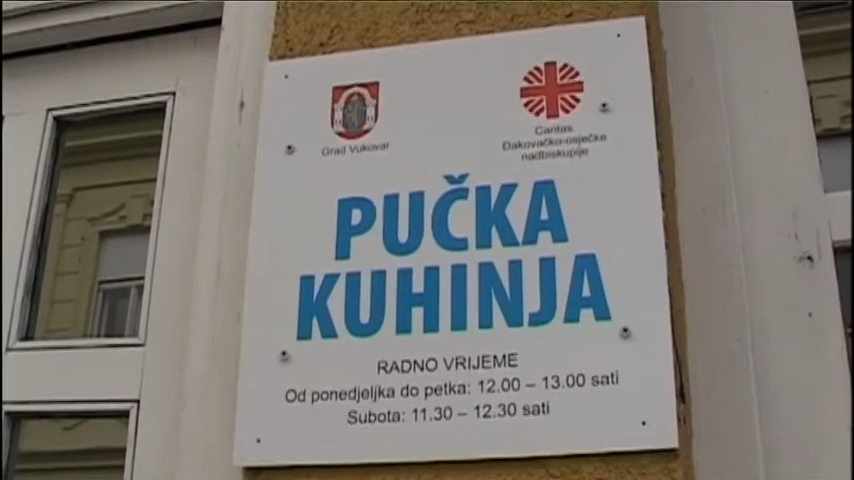 Grad Vukovar
Caritas
Đakovačko-osječke
nadbiskupije
PUČKA
KUHINJA
RADNO VRIJEME
Od ponedjeljka do petka: 12.00 – 13.00 sati
Subota: 11.30 – 12.30 sati